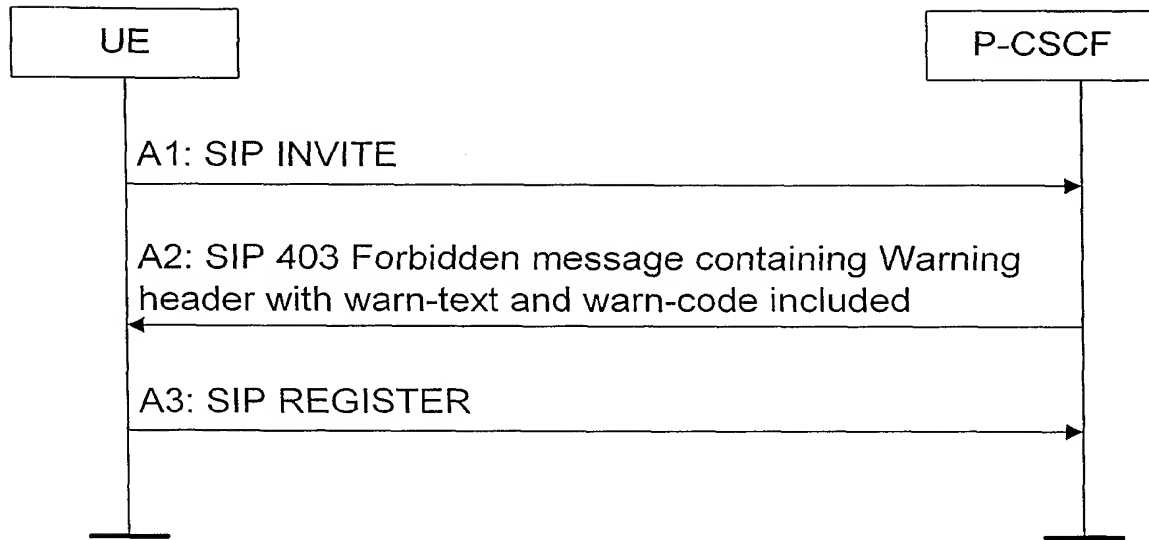 UE
P-CSCF
A1: SIP INVITE
A2: SIP 403 Forbidden message containing Warning
header with warn-text and warn-code included
A3: SIP REGISTER